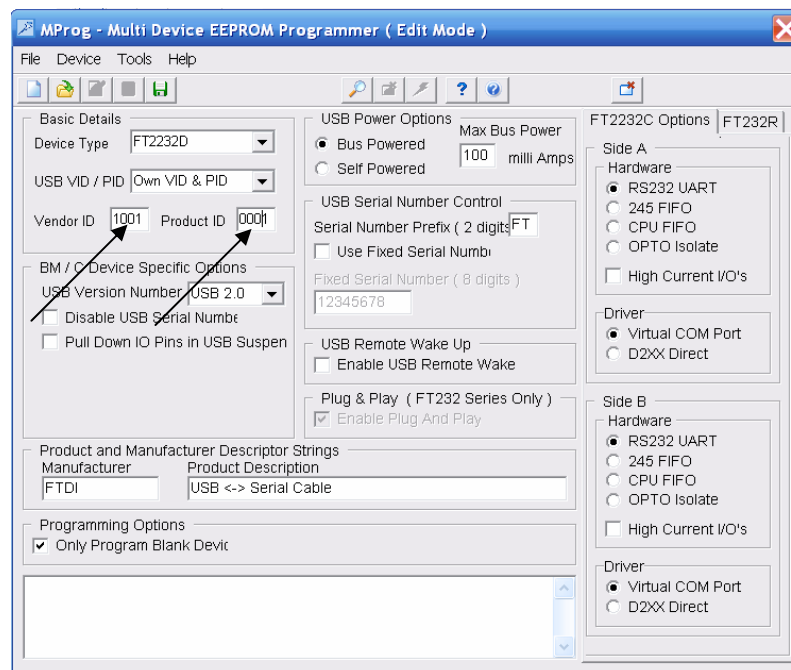 MProg - Multi Device EEPROM Programmer ( Edit Mode )
File Device Tools Help
Basic Details
Device Type FT2232D
USB VID / PID Own VID & PID
Vendor ID 1001 Product ID 0001
BM / C Device Specific Options
USB Version Number USB 2.0
Disable USB Serial Numbe
Pull Down IO Pins in USB Suspen
USB Power Options
Bus Powered
Self Powered
Max Bus Power
100 milli Amps
USB Serial Number Control
Serial Number Prefix ( 2 digits FT
Use Fixed Serial Numb
Fixed Serial Number ( 8 digits )
12345678
USB Remote Wake Up
Enable USB Remote Wake
Plug & Play ( FT232 Series Only )
Enable Plug And Play
Product and Manufacturer Descriptor Strings
Manufacturer Product Description
FTDI USB <-> Serial Cable
Programming Options
Only Program Blank Devic
FT2232C Options FT232R
Side A
Hardware
RS232 UART
245 FIFO
CPU FIFO
OPTO Isolate
High Current I/O's
Driver
Virtual COM Port
D2XX Direct
Side B
Hardware
RS232 UART
245 FIFO
CPU FIFO
OPTO Isolate
High Current I/O's
Driver
Virtual COM Port
D2XX Direct